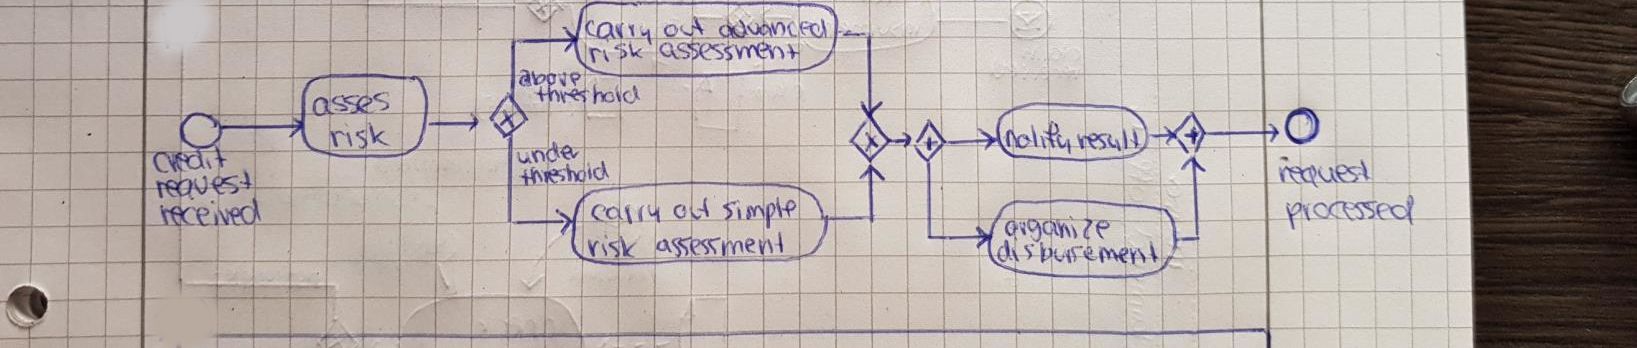 carry out advanced
risk assessment
asses
risk
above
threshold
credit
request
received
under
threshold
carry out simple
risk assessment
notify result
organize
disbursement
request
processed